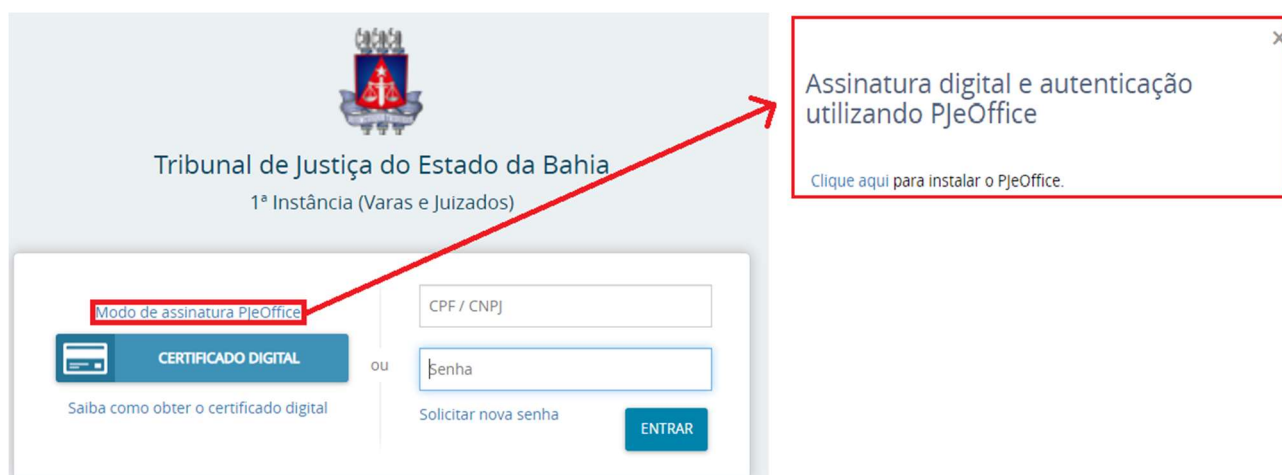 Tribunal de Justiça do Estado da Bahia
1ª Instância (Varas e Juizados)
Modo de assinatura PJeOffice
CERTIFICADO DIGITAL
Saiba como obter o certificado digital
ou
CPF / CNPJ
Senha
Solicitar nova senha
ENTRAR
×
Assinatura digital e autenticação
utilizando PJeOffice
Clique aqui para instalar o PJeOffice.